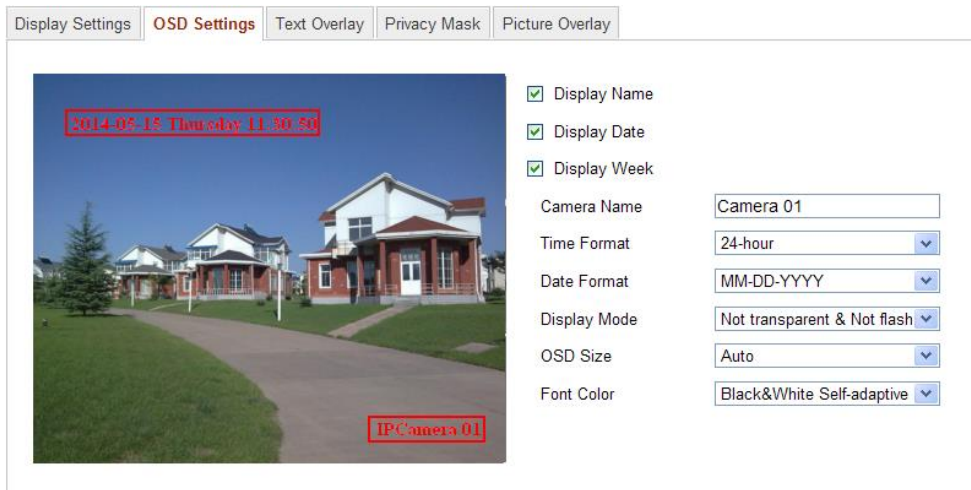 Display Settings OSD Settings Text Overlay Privacy Mask Picture Overlay
2014-05-15 Thursday 11:30:50
Display Name
Display Date
Display Week
Camera Name Camera 01
Time Format 24-hour
Date Format MM-DD-YYYY
Display Mode Not transparent & Not flash
OSD Size Auto
Font Color Black&White Self-adaptive
IPCamera 01